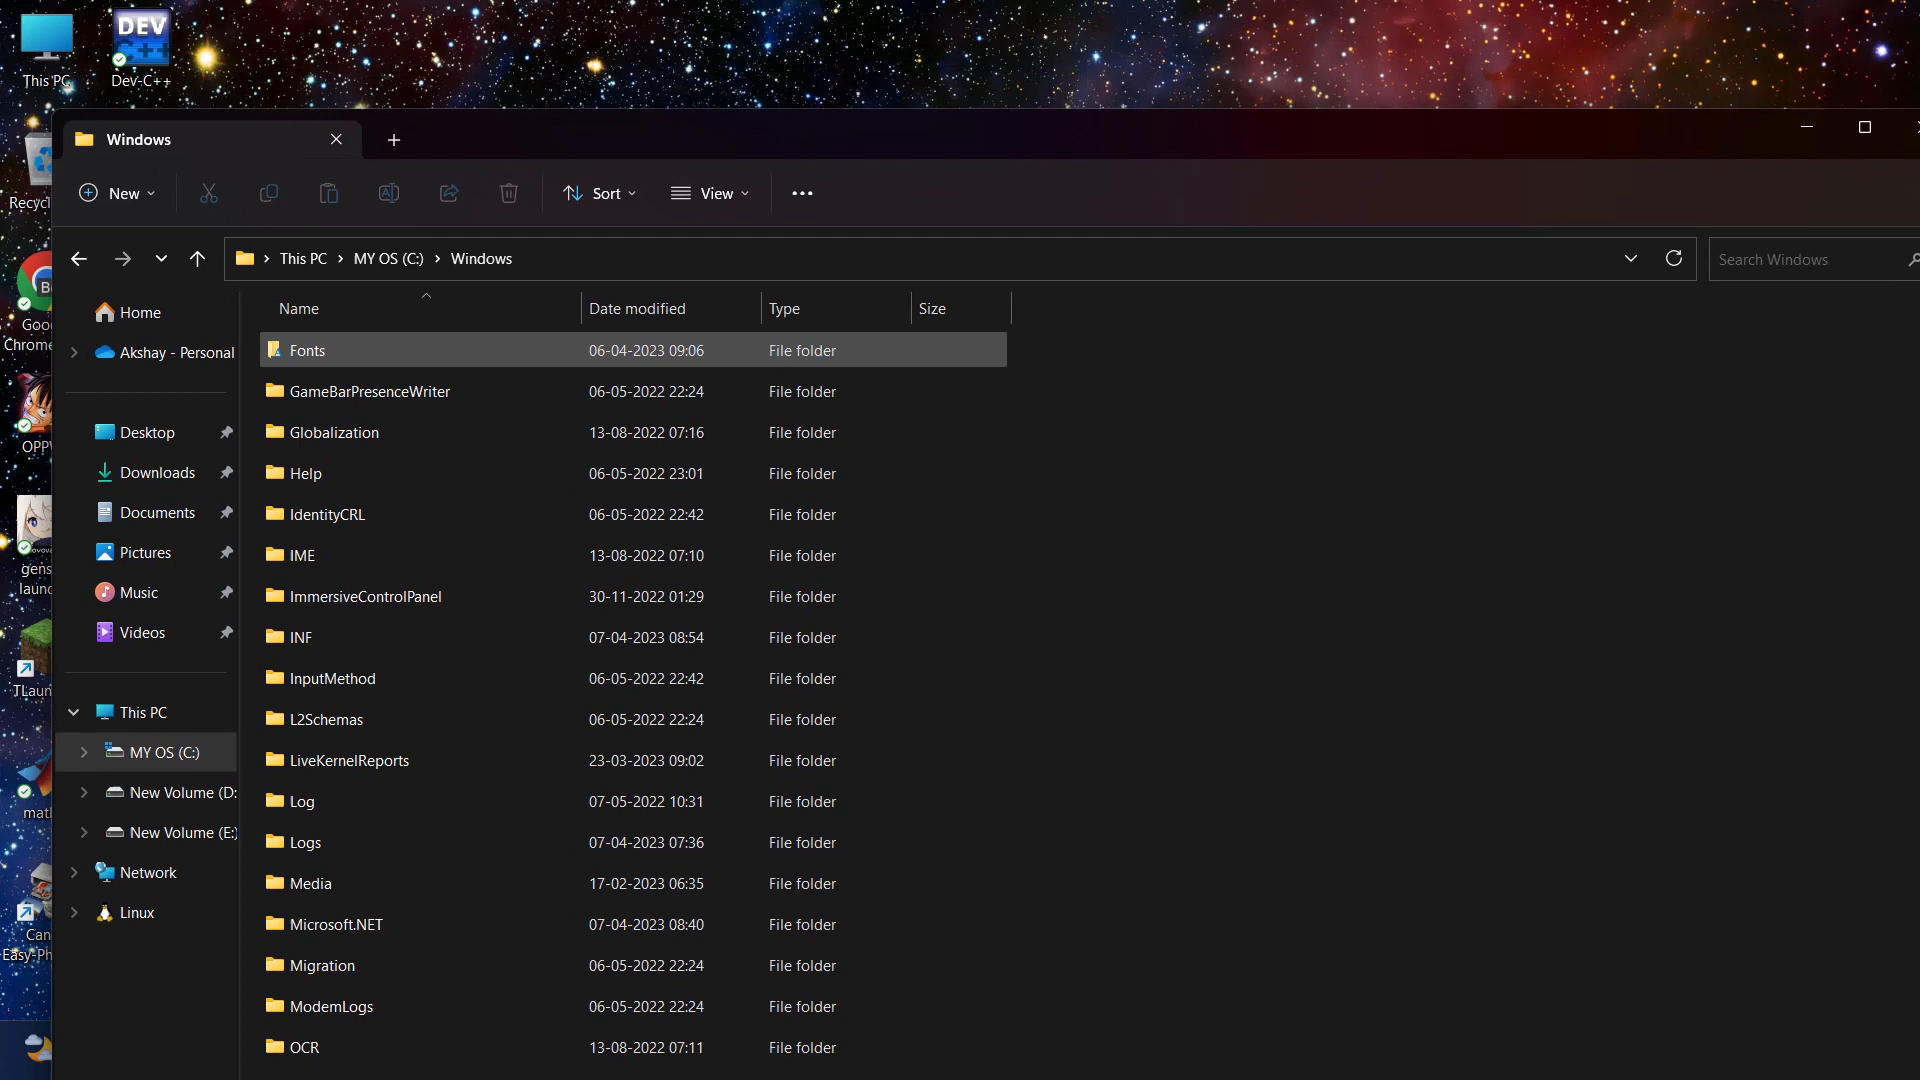 This PC
DEV
C++
Dev-C++
Windows
New
Sort
View
This PC
MY OS (C:)
Windows
Search Windows
Recycl
Goo
Chrome
OPPW
gens
launc
TLaun
matl
Can
Easy-Ph
Home
Akshay - Personal
Desktop
Downloads
Documents
Pictures
Music
Videos
This PC
MY OS (C:)
New Volume (D:
New Volume (E:)
Network
Linux
Name Date modified Type Size
Fonts 06-04-2023 09:06 File folder
GameBarPresenceWriter 06-05-2022 22:24 File folder
Globalization 13-08-2022 07:16 File folder
Help 06-05-2022 23:01 File folder
IdentityCRL 06-05-2022 22:42 File folder
IME 13-08-2022 07:10 File folder
ImmersiveControlPanel 30-11-2022 01:29 File folder
INF 07-04-2023 08:54 File folder
InputMethod 06-05-2022 22:42 File folder
L2Schemas 06-05-2022 22:24 File folder
LiveKernelReports 23-03-2023 09:02 File folder
Log 07-05-2022 10:31 File folder
Logs 07-04-2023 07:36 File folder
Media 17-02-2023 06:35 File folder
Microsoft.NET 07-04-2023 08:40 File folder
Migration 06-05-2022 22:24 File folder
ModemLogs 06-05-2022 22:24 File folder
OCR 13-08-2022 07:11 File folder